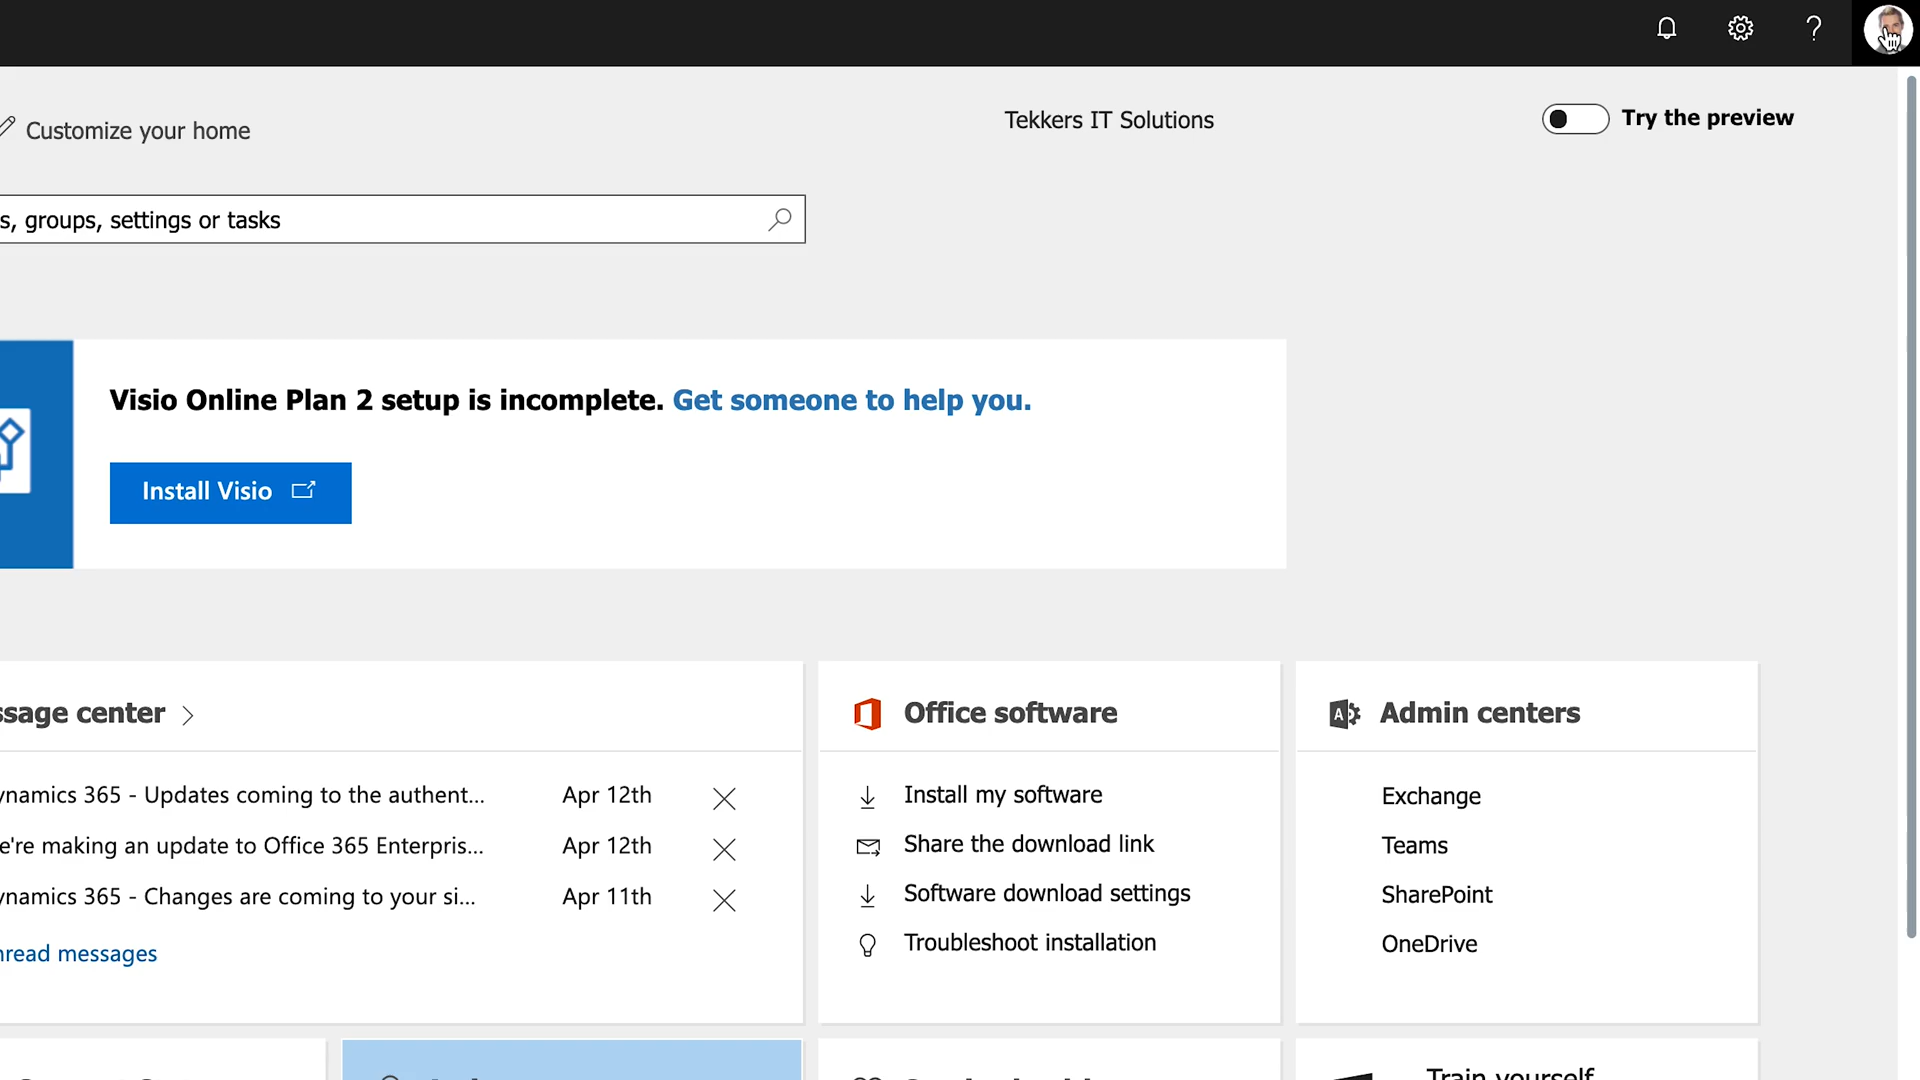 Customize your home
Tekkers IT Solutions
Try the preview
s, groups, settings or tasks
Visio Online Plan 2 setup is incomplete. Get someone to help you.
Install Visio
ssage center
Office software
Admin centers
ynamics 365 - Updates coming to the authent... Apr 12th
e're making an update to Office 365 Enterpris... Apr 12th
ynamics 365 - Changes are coming to your si... Apr 11th
nread messages
Install my software
Share the download link
Software download settings
Troubleshoot installation
Exchange
Teams
SharePoint
OneDrive
Train yourself